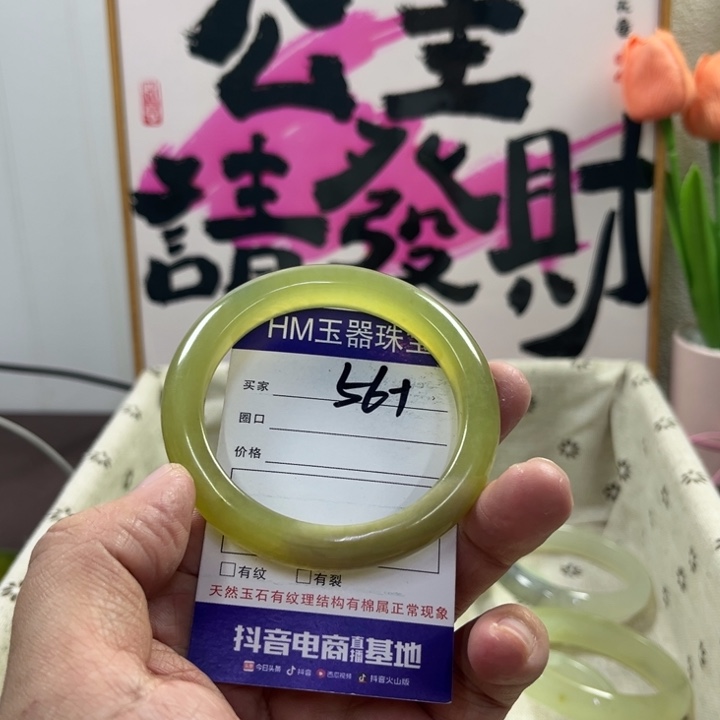 公主
請發財
HM玉器珠宝
买家
561
圈口
价格
有纹 有裂
天然玉石有纹理结构有棉属正常现象
抖音电商直播基地
今日头条 抖音 西瓜视频 抖音火山版